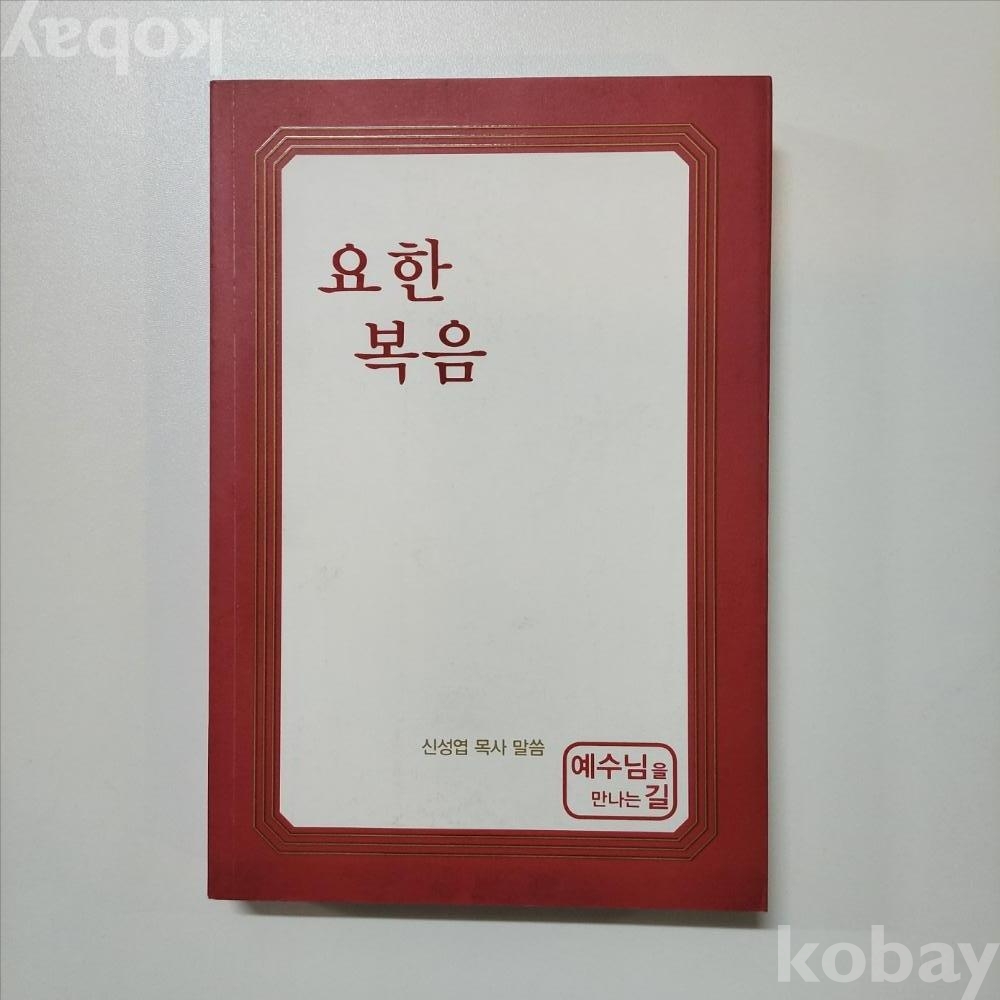 kobay
요한
복음
신성엽 목사 말씀
예수님을
만나는 길
kobay